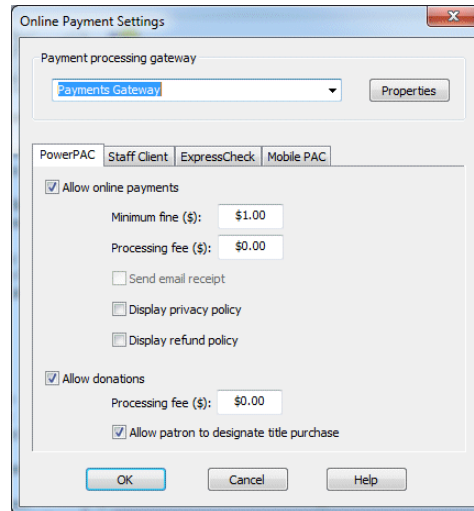 Online Payment Settings
Payment processing gateway
Payments Gateway
Properties
PowerPAC Staff Client ExpressCheck Mobile PAC
Allow online payments
Minimum fine ($): $1.00
Processing fee ($): $0.00
Send email receipt
Display privacy policy
Display refund policy
Allow donations
Processing fee ($): $0.00
Allow patron to designate title purchase
OK Cancel Help